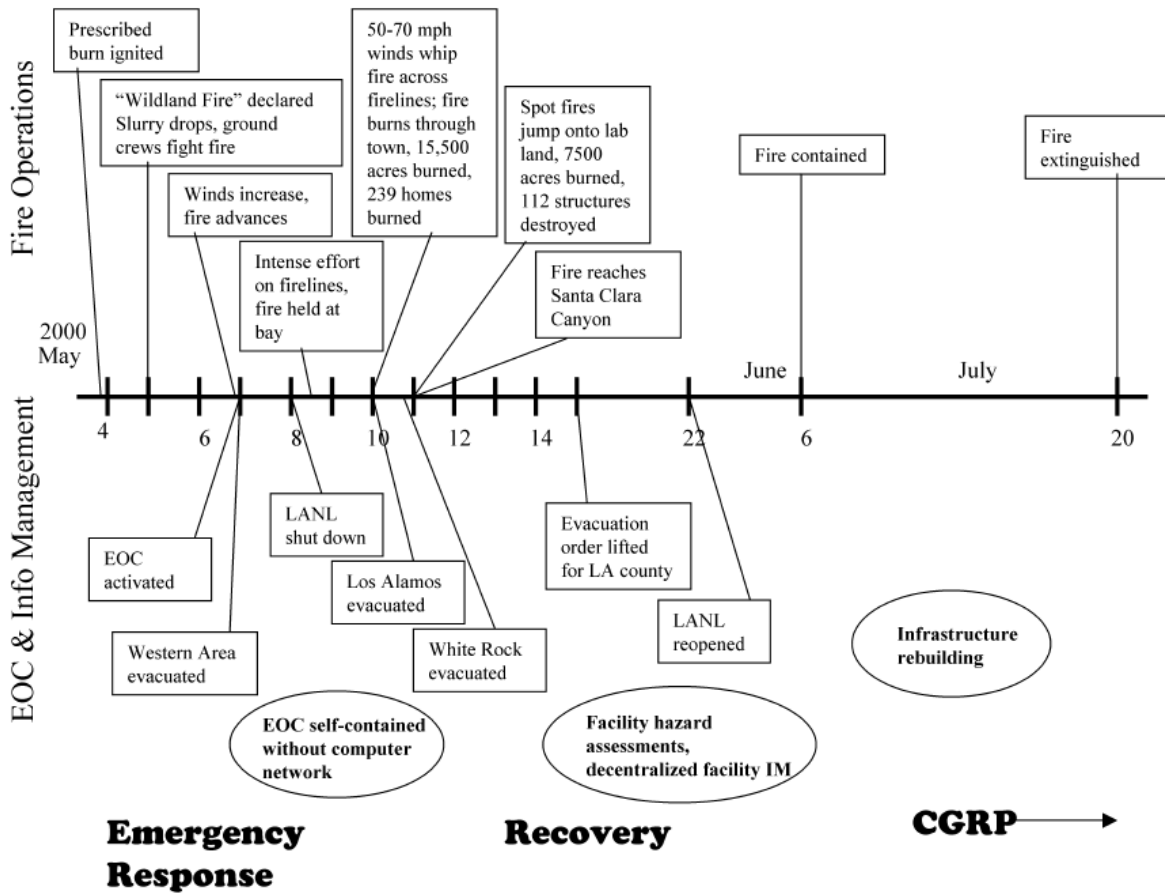 Fire Operations
Prescribed
burn ignited
“Wildland Fire” declared
Slurry drops, ground
crews fight fire
Winds increase,
fire advances
Intense effort
on firelines,
fire held at
bay
50-70 mph
winds whip
fire across
firelines; fire
burns through
town, 15,500
acres burned,
239 homes
burned
Spot fires
jump onto lab
land, 7500
acres burned,
112 structures
destroyed
Fire reaches
Santa Clara
Canyon
Fire contained
Fire
extinguished
2000
May
June
July
4
6
8
10
12
14
22
6
20
EOC & Info Management
EOC
activated
Western Area
evacuated
LANL
shut down
Los Alamos
evacuated
White Rock
evacuated
Evacuation
order lifted
for LA county
LANL
reopened
EOC self-contained
without computer
network
Facility hazard
assessments,
decentralized facility IM
Infrastructure
rebuilding
Emergency
Response
Recovery
CGRP